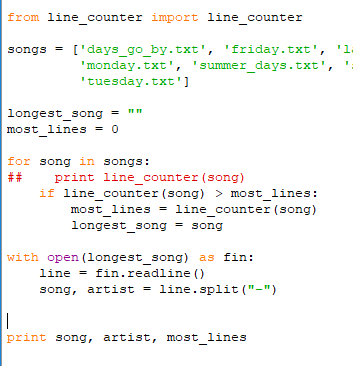 from line_counter import line_counter
songs = ['days_go_by.txt', 'friday.txt',
'monday.txt', 'summer_days.txt',
'tuesday.txt']
longest_song = ""
most_lines = 0
for song in songs:
## print line_counter(song)
if line_counter(song) > most_lines:
most_lines = line_counter(song)
longest_song = song
with open(longest_song) as fin:
line = fin.readline()
song, artist = line.split("-")
print song, artist, most_lines